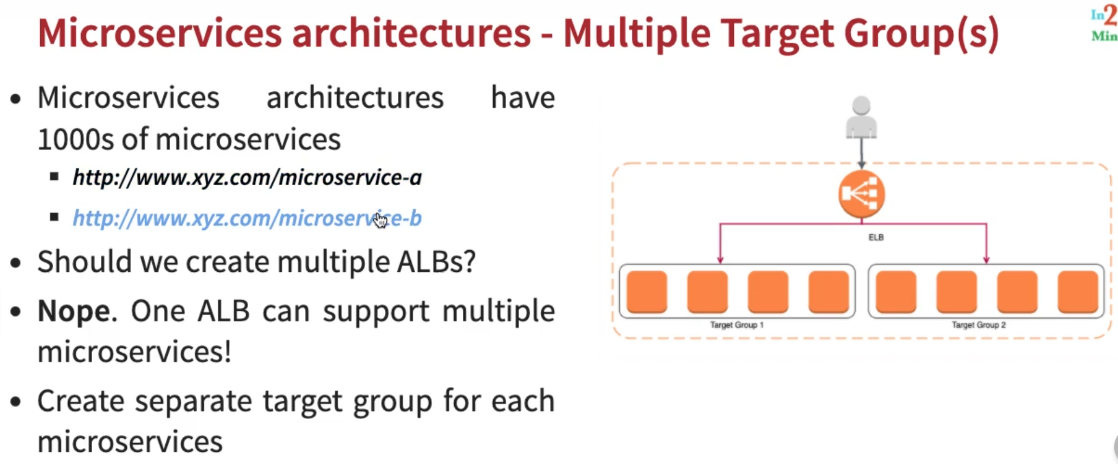 Microservices architectures - Multiple Target Group(s)
In2
Min
Microservices architectures have
1000s of microservices
http://www.xyz.com/microservice-a
http://www.xyz.com/microservice-b
Should we create multiple ALBs?
Nope. One ALB can support multiple
microservices!
Create separate target group for each
microservices
ELB
Target Group 1
Target Group 2